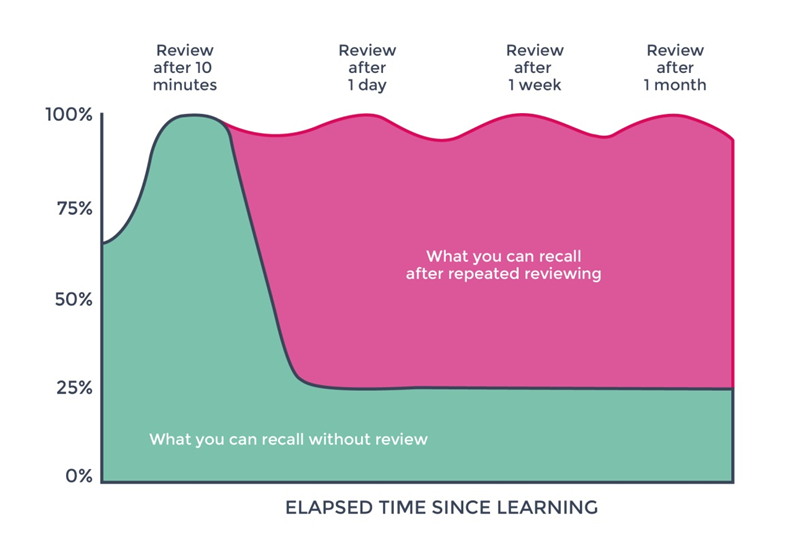 Review
after 10
minutes
Review
after
1 day
Review
after
1 week
Review
after
1 month
100%
75%
What you can recall
after repeated reviewing
50%
25%
What you can recall without review
0%
ELAPSED TIME SINCE LEARNING